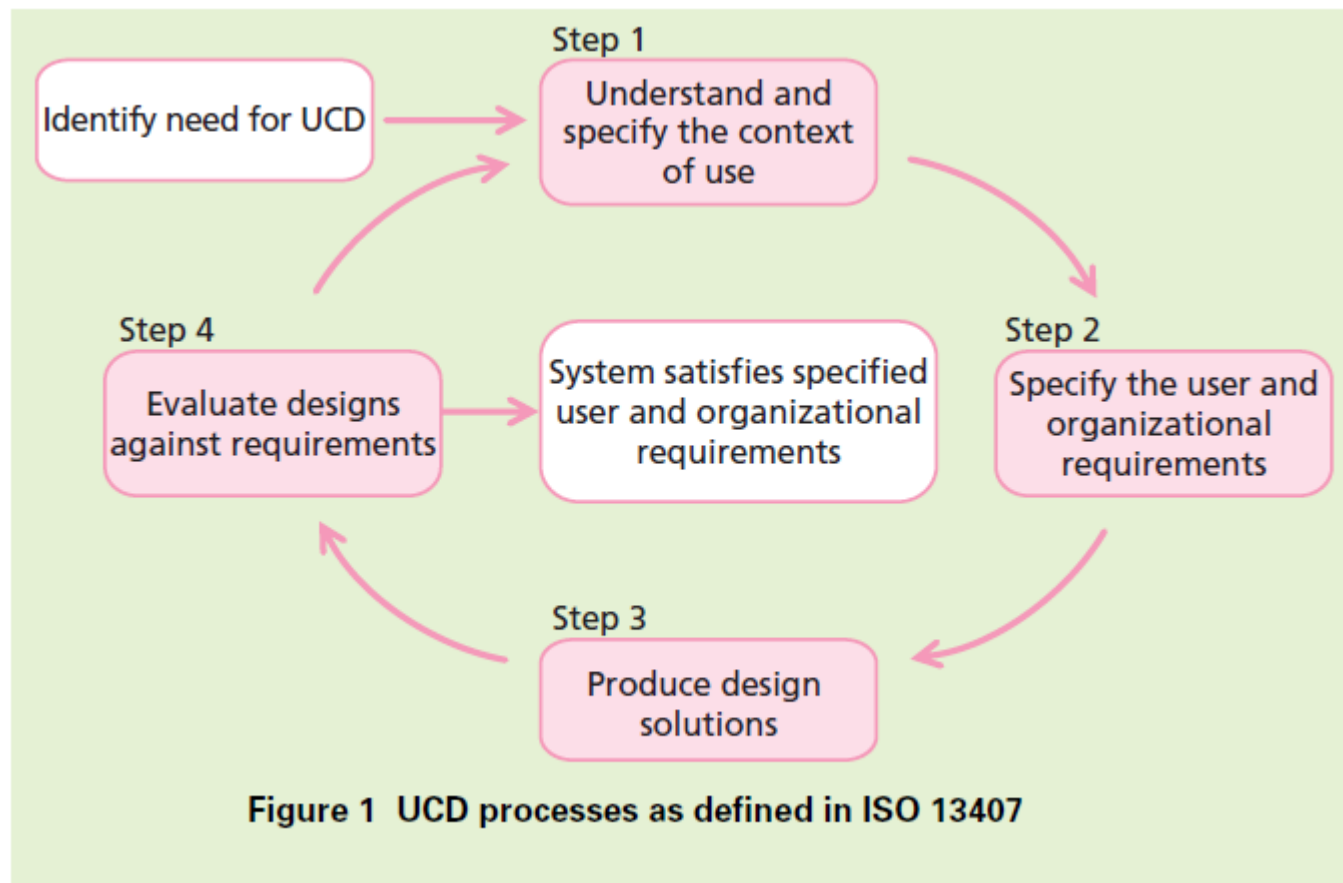 Step 1
Identify need for UCD
Understand and
specify the context
of use
Step 4
Evaluate designs
against requirements
System satisfies specified
user and organizational
requirements
Step 2
Specify the user and
organizational
requirements
Step 3
Produce design
solutions
Figure 1 UCD processes as defined in ISO 13407